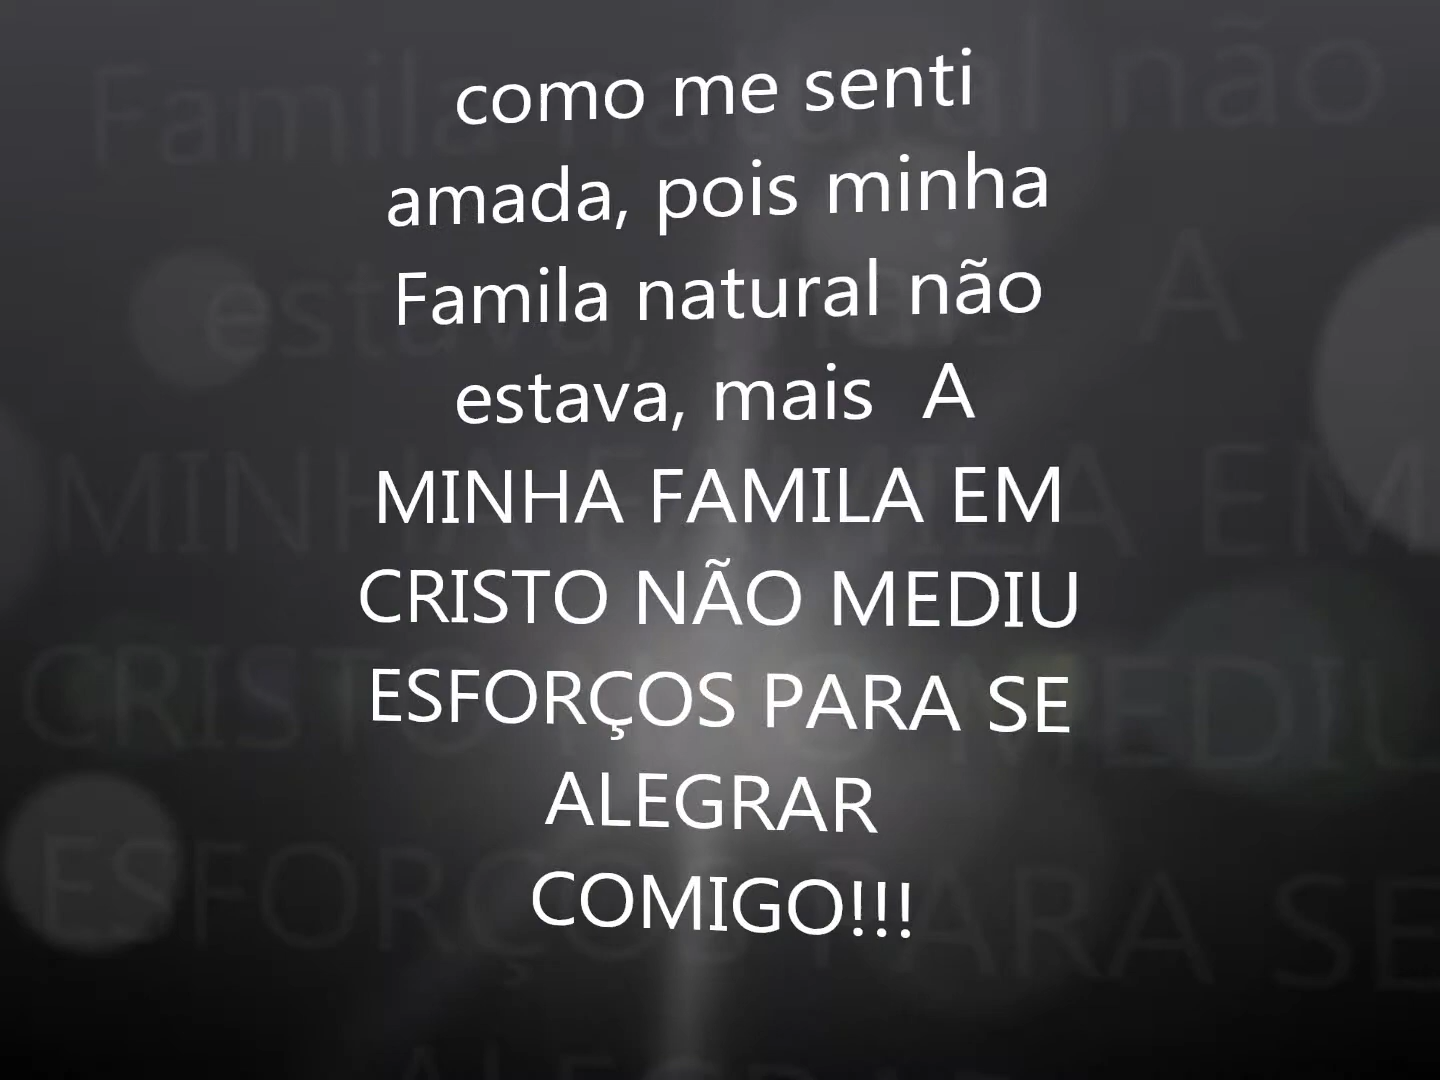 como me senti
amada, pois minha
Famila natural não
estava, mais A
MINHA FAMILA EM
CRISTO NÃO MEDIU
ESFORÇOS PARA SE
ALEGRAR
COMIGO!!!